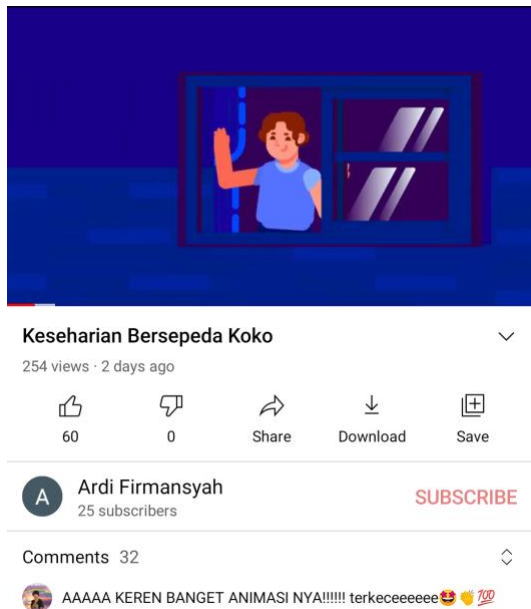 Keseharian Bersepeda Koko
254 views · 2 days ago
60
0
Share
Download
Save
A
Ardi Firmansyah
25 subscribers
SUBSCRIBE
Comments 32
AAAAA KEREN BANGET ANIMASI NYA!!!!!! terkeceeeeee🤩👏💯